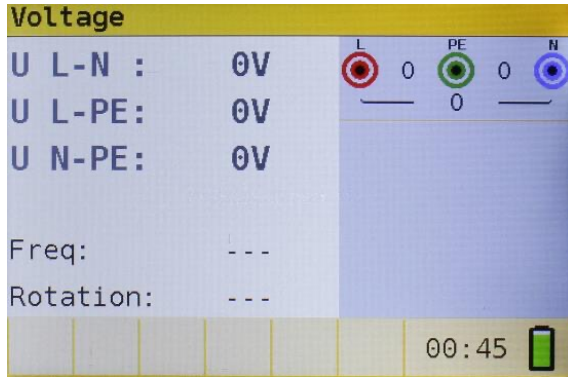 Voltage
U L-N : 0V
U L-PE: 0V
U N-PE: 0V
Freq: ---
Rotation: ---
L PE N
0 0
0
00:45